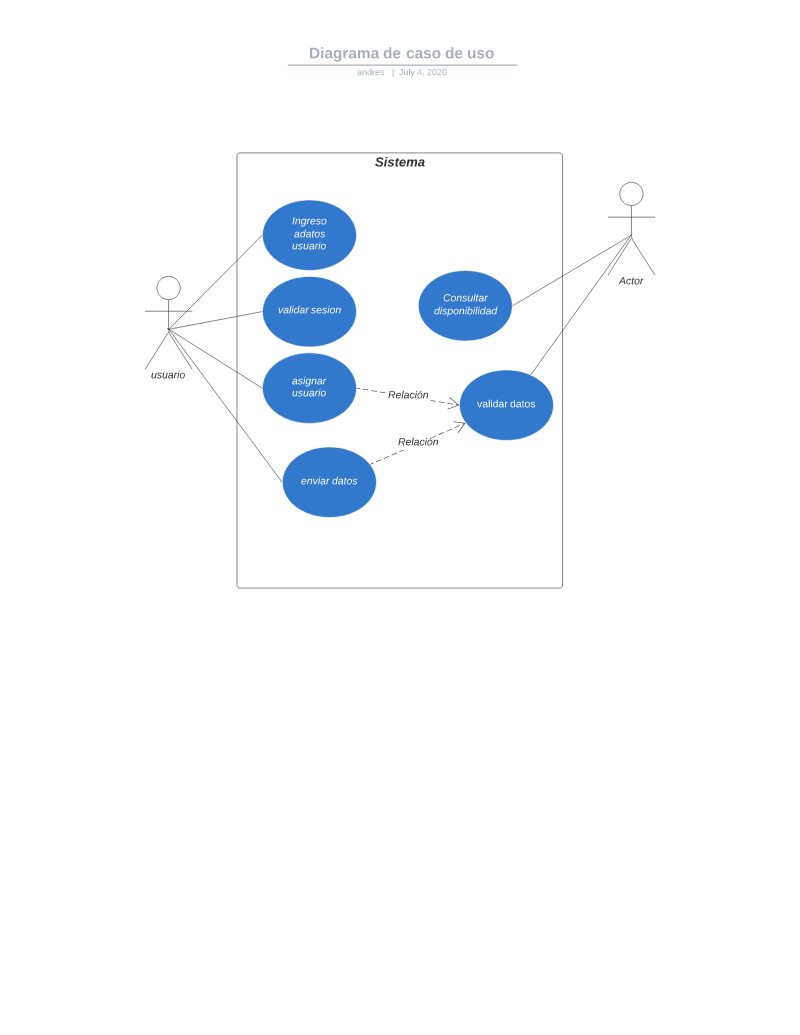 Diagrama de caso de uso
andres | July 4, 2020
Sistema
Ingreso
adatos
usuario
validar sesion
asignar
usuario
enviar datos
Consultar
disponibilidad
validar datos
Relación
Relación
usuario
Actor